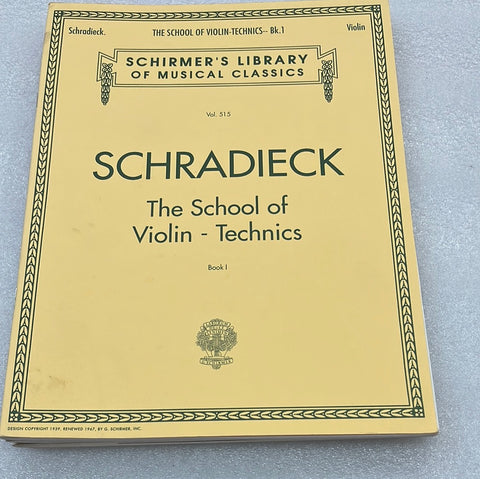 Schradieck. THE SCHOOL OF VIOLIN-TECHNICS-- Bk.1 Violin
SCHIRMER'S LIBRARY
OF MUSICAL CLASSICS
Vol. 515
SCHRADIECK
The School of
Violin - Technics
Book I
DESIGN COPYRIGHT 1939, RENEWED 1967, BY G. SCHIRMER, INC.